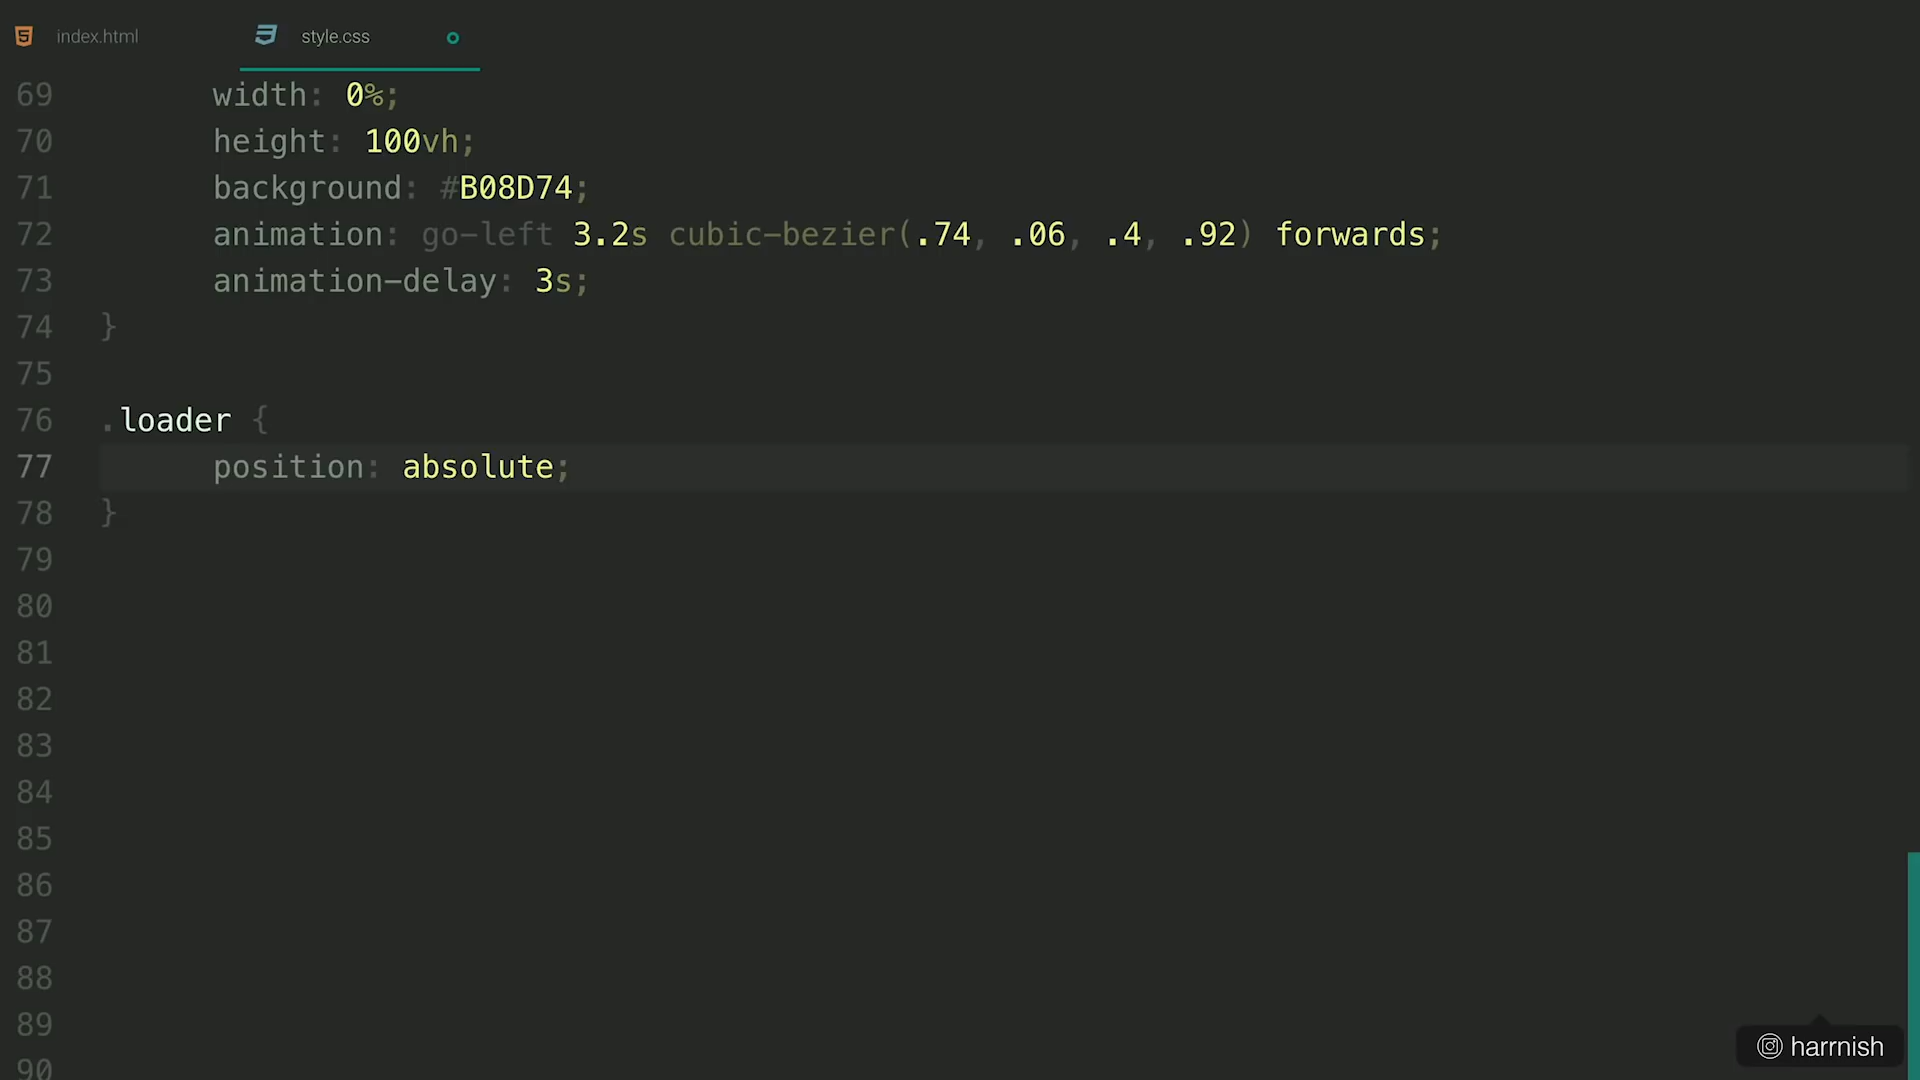 index.html style.css
69 width: 0%;
70 height: 100vh;
71 background: #B08D74;
72 animation: go-left 3.2s cubic-bezier(.74, .06, .4, .92) forwards;
73 animation-delay: 3s;
74 }
75
76 .loader {
77 position: absolute;
78 }
79
80
81
82
83
84
85
86
87
88
89
90
harrnish